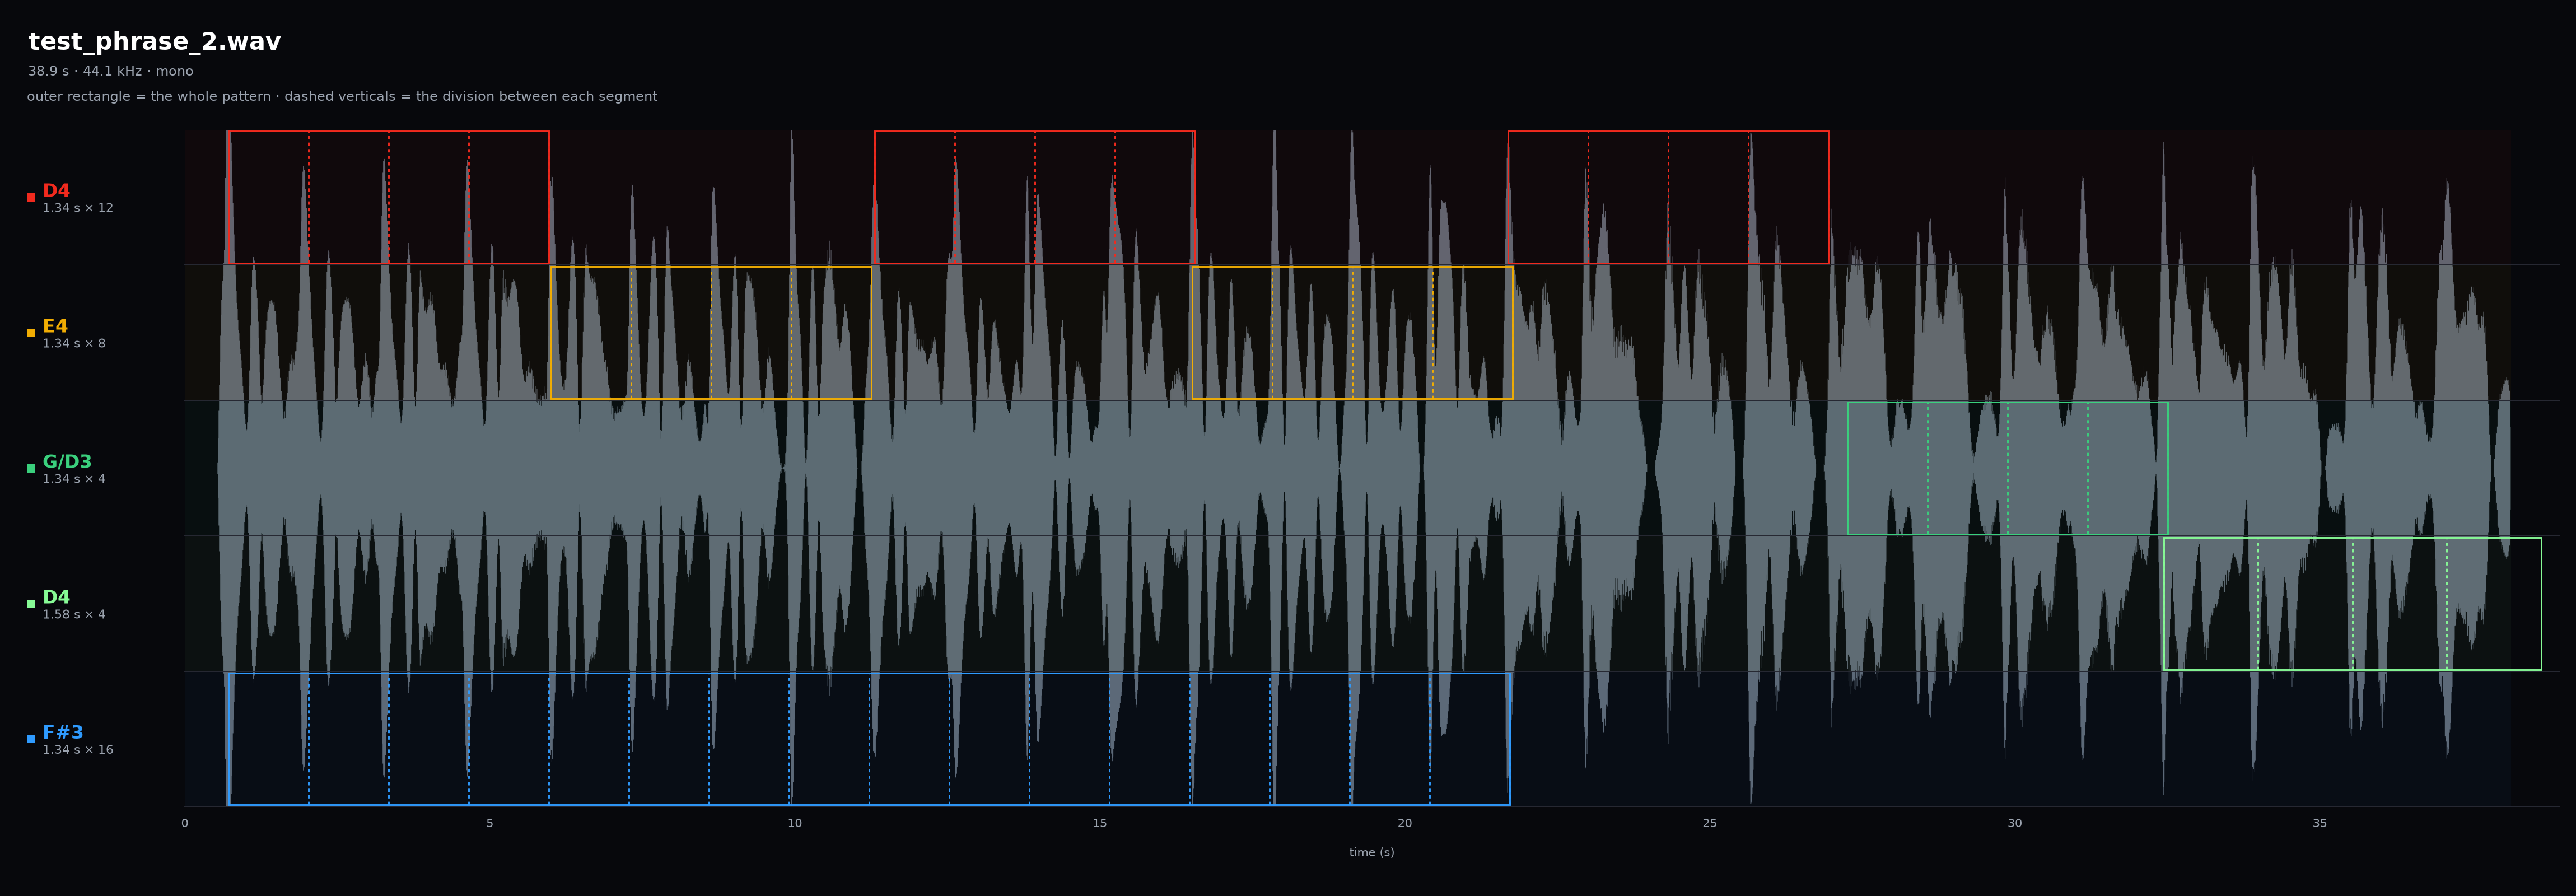 test_phrase_2.wav
38.9 s · 44.1 kHz · mono
outer rectangle = the whole pattern · dashed verticals = the division between each segment
D4
1.34 s × 12
E4
1.34 s × 8
G/D3
1.34 s × 4
D4
1.58 s × 4
F#3
1.34 s × 16
0 5 10 15 20 25 30 35
time (s)